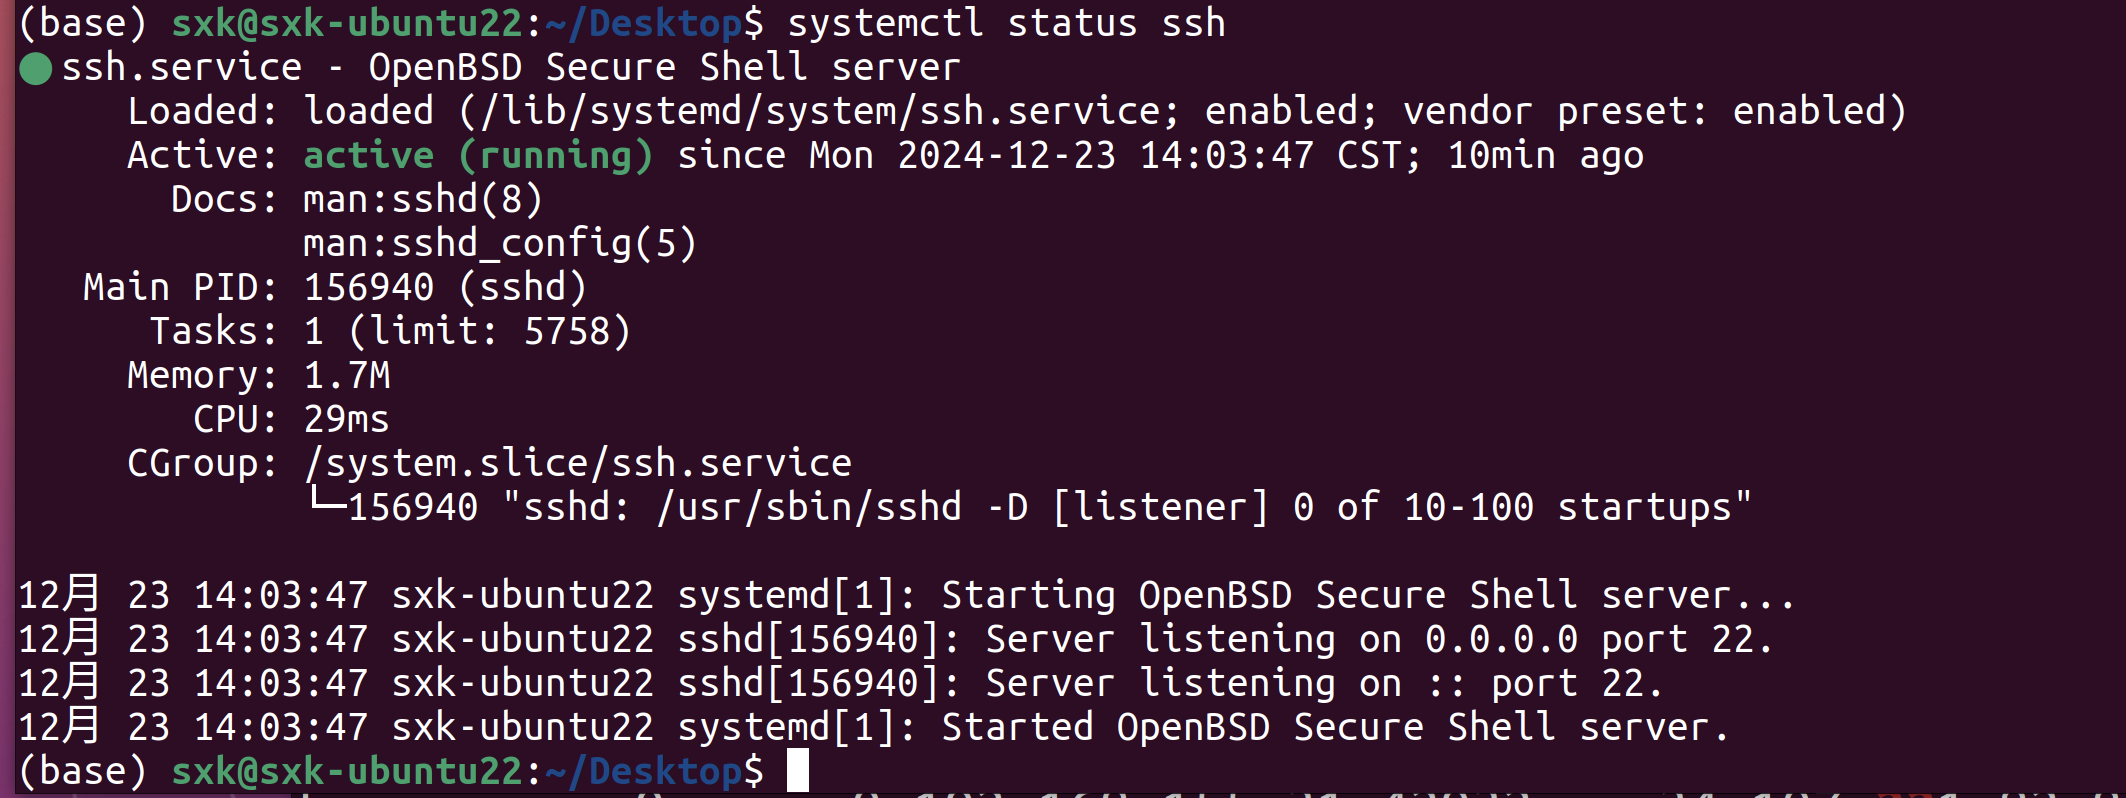 (base) sxk@sxk-ubuntu22:~/Desktop$ systemctl status ssh
● ssh.service - OpenBSD Secure Shell server
Loaded: loaded (/lib/systemd/system/ssh.service; enabled; vendor preset: enabled)
Active: active (running) since Mon 2024-12-23 14:03:47 CST; 10min ago
Docs: man:sshd(8)
man:sshd_config(5)
Main PID: 156940 (sshd)
Tasks: 1 (limit: 5758)
Memory: 1.7M
CPU: 29ms
CGroup: /system.slice/ssh.service
└─156940 "sshd: /usr/sbin/sshd -D [listener] 0 of 10-100 startups"
12月 23 14:03:47 sxk-ubuntu22 systemd[1]: Starting OpenBSD Secure Shell server...
12月 23 14:03:47 sxk-ubuntu22 sshd[156940]: Server listening on 0.0.0.0 port 22.
12月 23 14:03:47 sxk-ubuntu22 sshd[156940]: Server listening on :: port 22.
12月 23 14:03:47 sxk-ubuntu22 systemd[1]: Started OpenBSD Secure Shell server.
(base) sxk@sxk-ubuntu22:~/Desktop$